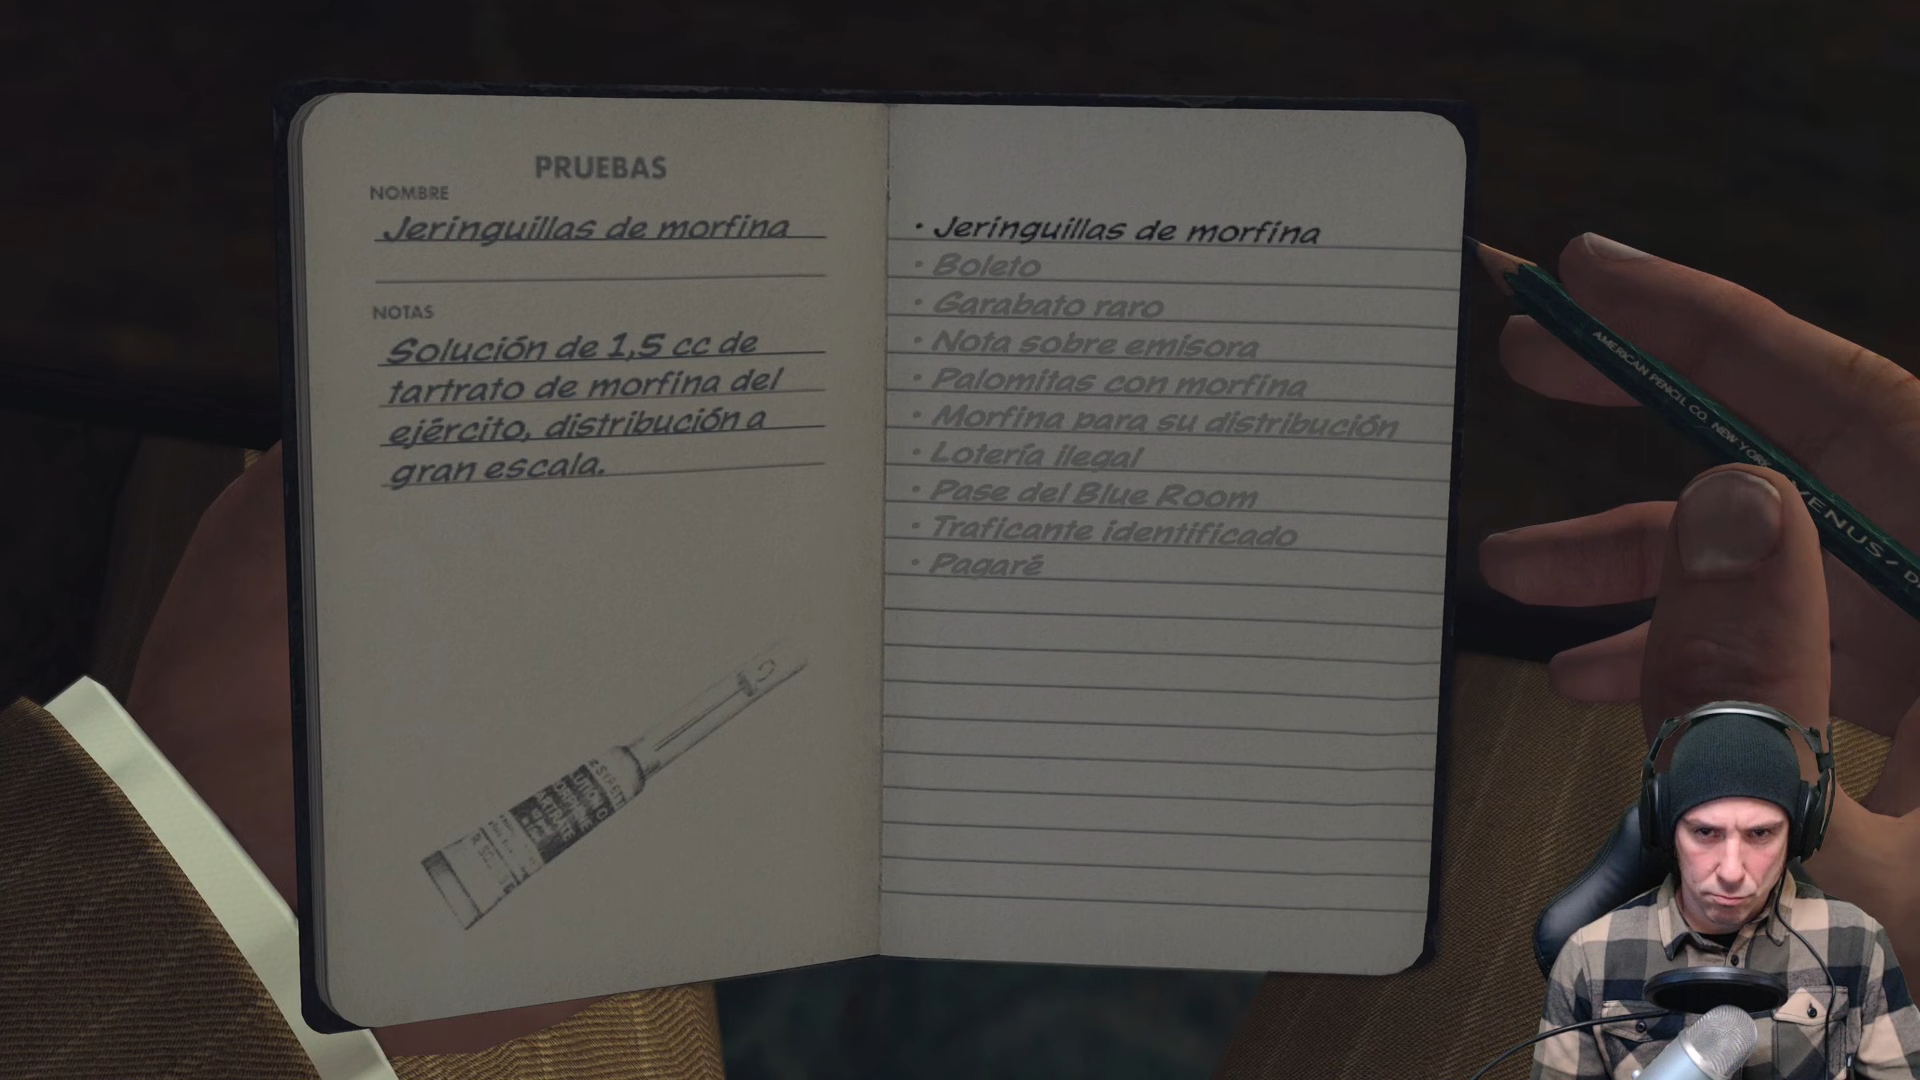 PRUEBAS
NOMBRE
Jeringuillas de morfina
NOTAS
Solución de 1,5 cc de
tartrato de morfina del
ejército, distribución a
gran escala.
• Jeringuillas de morfina
• Boleto
• Garabato raro
• Nota sobre emisora
• Palomitas con morfina
• Morfina para su distribución
• Lotería ilegal
• Pase del Blue Room
• Traficante identificado
• Pagaré
AMERICAN PENCIL CO. NEW YORK
VENUS